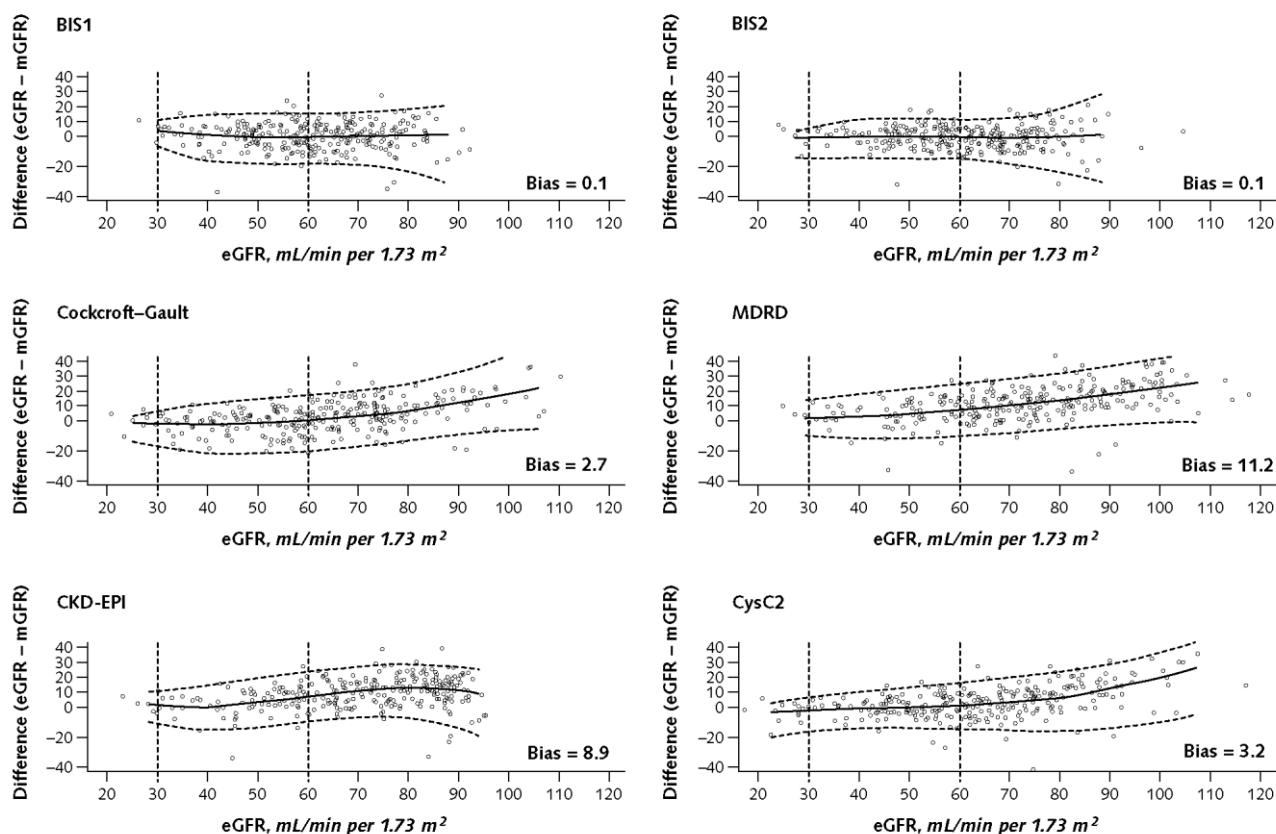 BIS1
Difference (eGFR – mGFR)
40
30
20
10
0
–20
–40
Bias = 0.1
20 30 40 50 60 70 80 90 100 110 120
eGFR, mL/min per 1.73 m²
BIS2
Difference (eGFR – mGFR)
40
30
20
10
0
–20
–40
Bias = 0.1
20 30 40 50 60 70 80 90 100 110 120
eGFR, mL/min per 1.73 m²
Cockcroft–Gault
Difference (eGFR – mGFR)
40
30
20
10
0
–20
–40
Bias = 2.7
20 30 40 50 60 70 80 90 100 110 120
eGFR, mL/min per 1.73 m²
MDRD
Difference (eGFR – mGFR)
40
30
20
10
0
–20
–40
Bias = 11.2
20 30 40 50 60 70 80 90 100 110 120
eGFR, mL/min per 1.73 m²
CKD-EPI
Difference (eGFR – mGFR)
40
30
20
10
0
–20
–40
Bias = 8.9
20 30 40 50 60 70 80 90 100 110 120
eGFR, mL/min per 1.73 m²
CysC2
Difference (eGFR – mGFR)
40
30
20
10
0
–20
–40
Bias = 3.2
20 30 40 50 60 70 80 90 100 110 120
eGFR, mL/min per 1.73 m²